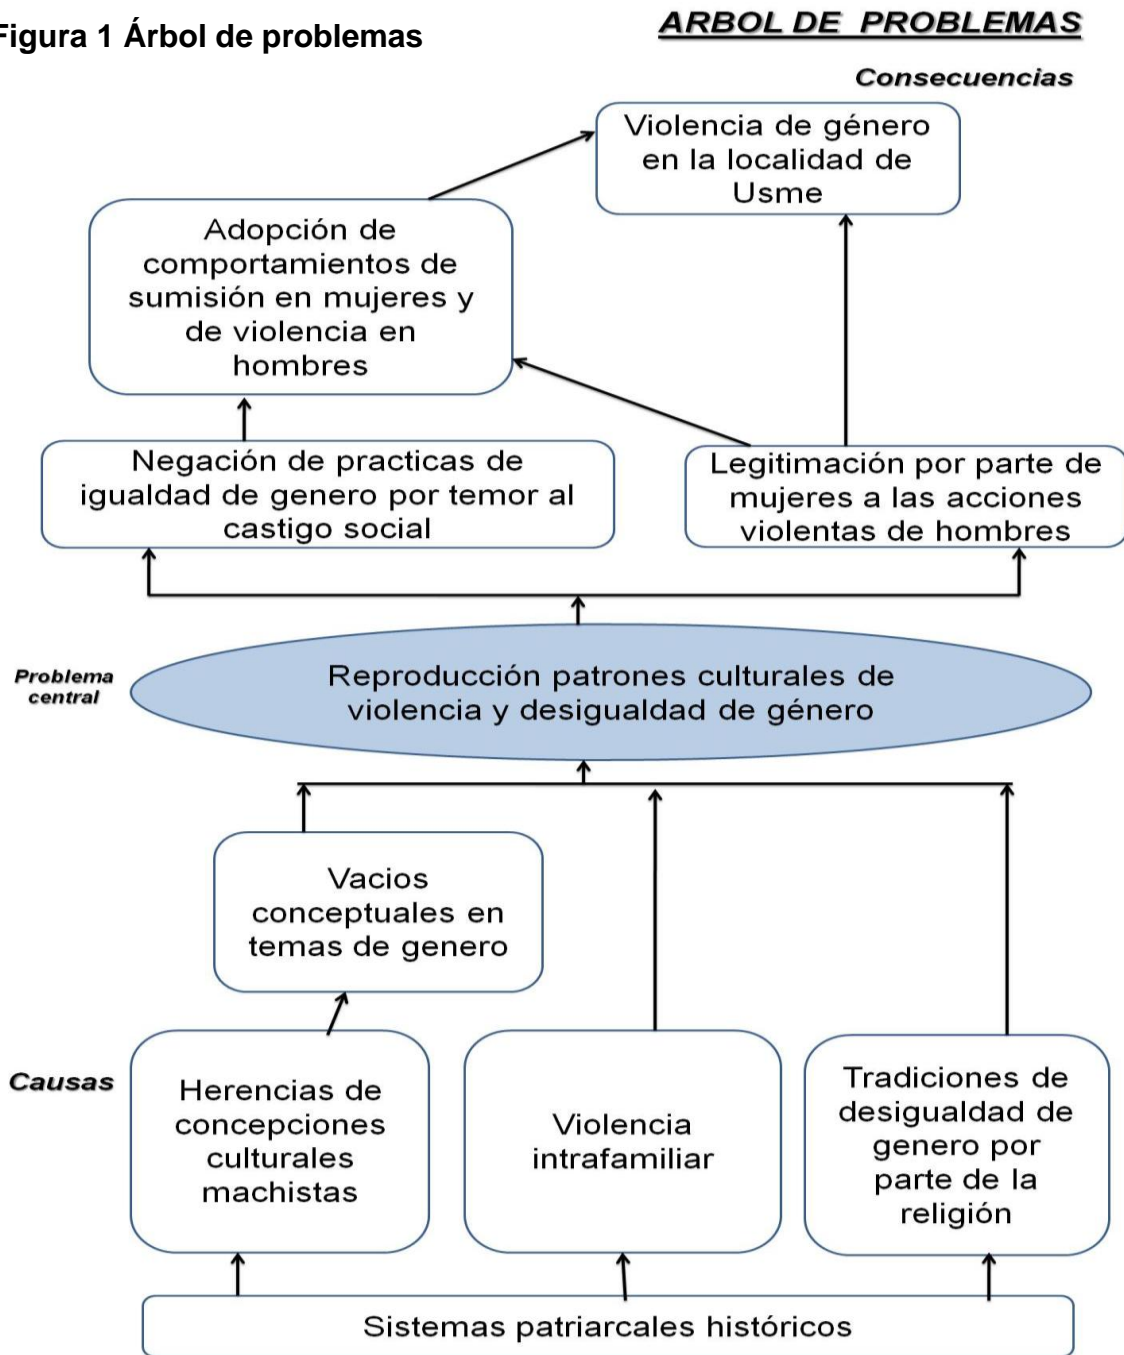 Figura 1 Árbol de problemas
ARBOL DE PROBLEMAS
Consecuencias
Violencia de género
en la localidad de
Usme
Adopción de
comportamientos de
sumisión en mujeres y
de violencia en
hombres
Negación de practicas de
igualdad de genero por temor al
castigo social
Legitimación por parte de
mujeres a las acciones
violentas de hombres
Problema
central
Reproducción patrones culturales de
violencia y desigualdad de género
Vacios
conceptuales en
temas de genero
Causas
Herencias de
concepciones
culturales
machistas
Violencia
intrafamiliar
Tradiciones de
desigualdad de
genero por
parte de la
religión
Sistemas patriarcales históricos